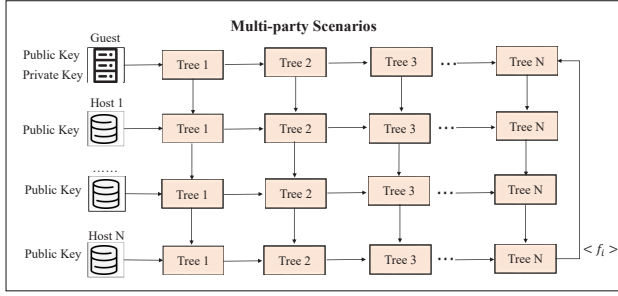 Multi-party Scenarios
Guest
Public Key
Private Key
Tree 1
Tree 2
Tree 3
...
Tree N
Host 1
Public Key
Tree 1
Tree 2
Tree 3
...
Tree N
......
Public Key
Tree 1
Tree 2
Tree 3
...
Tree N
Host N
Public Key
Tree 1
Tree 2
Tree 3
...
Tree N
< f_i >